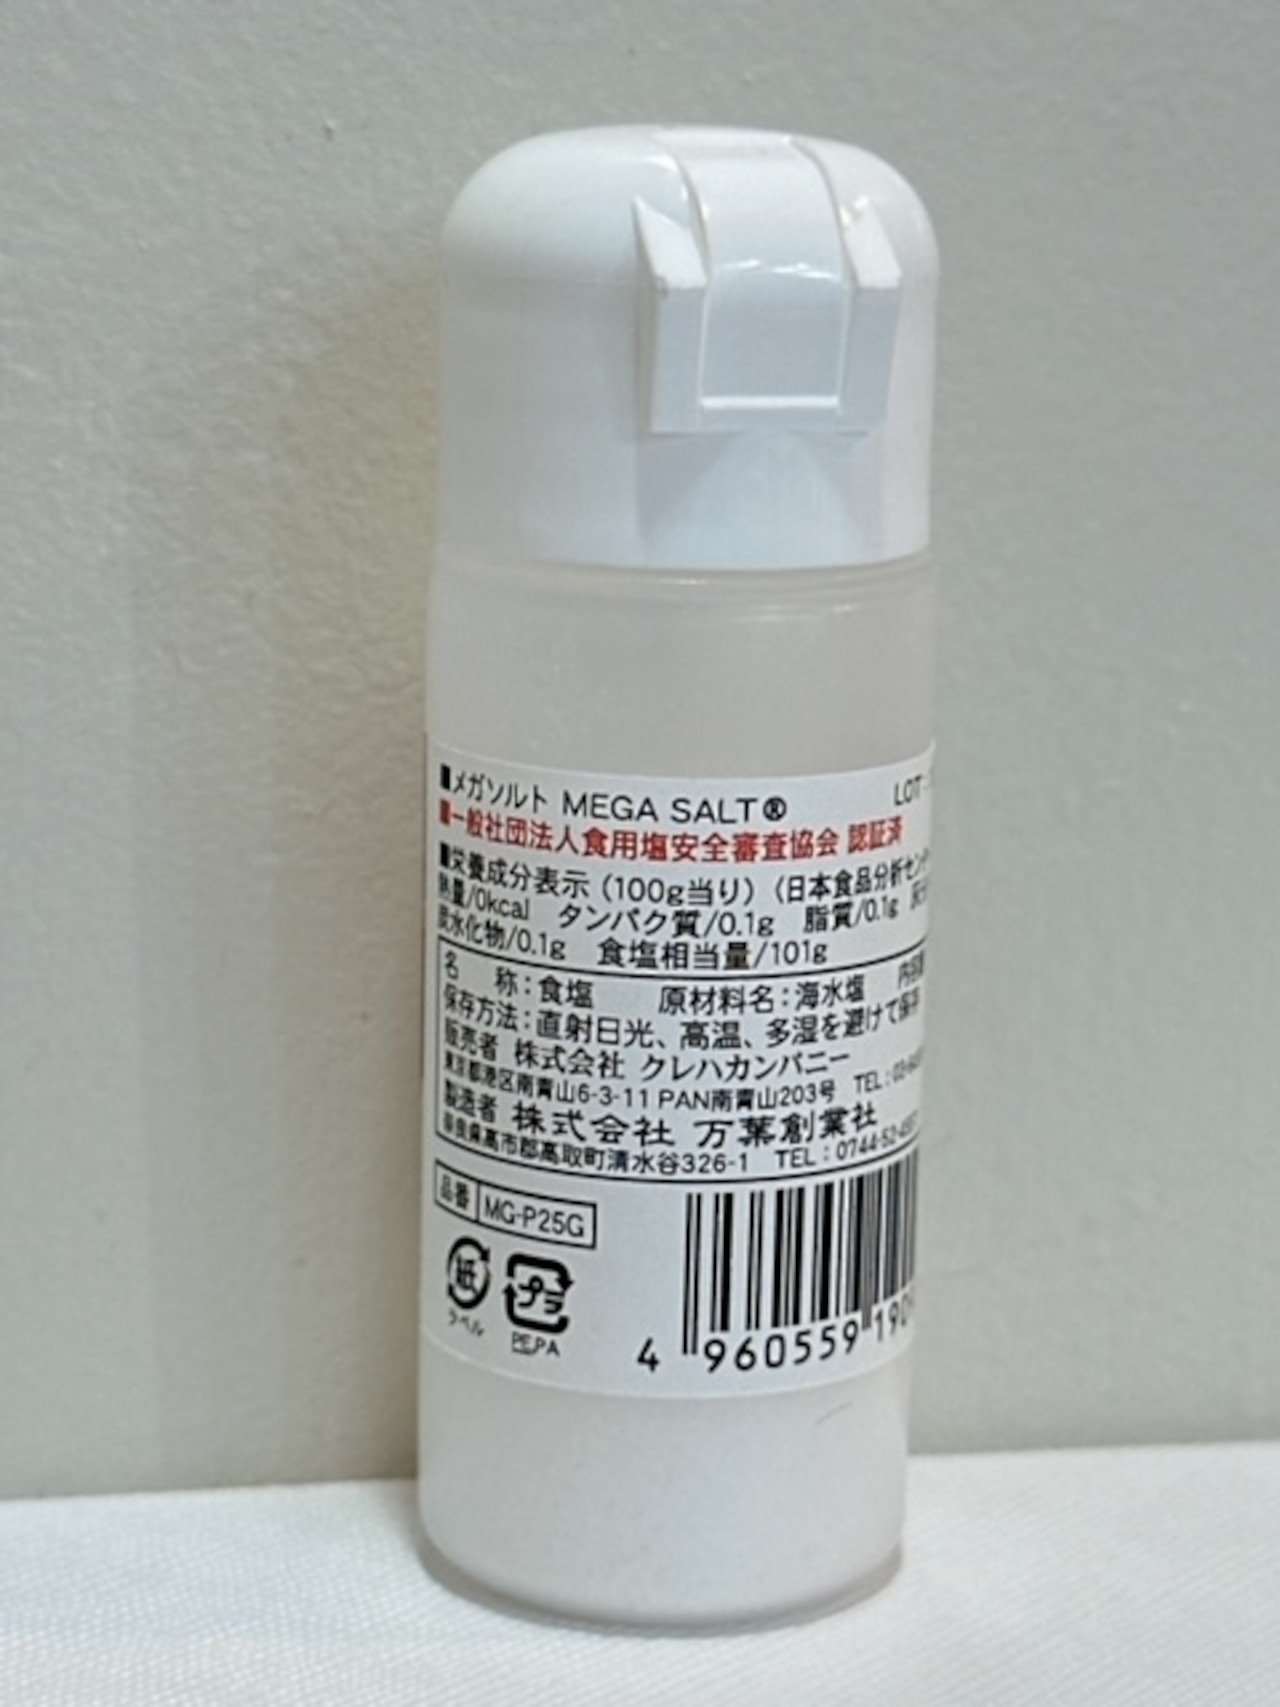 ■メガソルト MEGA SALT® LOT
■一般社団法人食用塩安全審査協会 認証済
■栄養成分表示 (100g当り) 〈日本食品分析センタ
熱量/0kcal タンパク質/0.1g 脂質/0.1g
炭水化物/0.1g 食塩相当量/101g
名 称:食塩 原材料名:海水塩 内容量
保存方法:直射日光、高温、多湿を避けて保存
販売者 株式会社 クレハカンパニー
東京都港区南青山6-3-11 PAN南青山203号 TEL:03-
製造者 株式会社 万葉創業社
奈良県高市郡高取町清水谷326-1 TEL:0744-52-
品番 MG-P25G
紙 プラ
ラベル PE,PA
4 960559 190